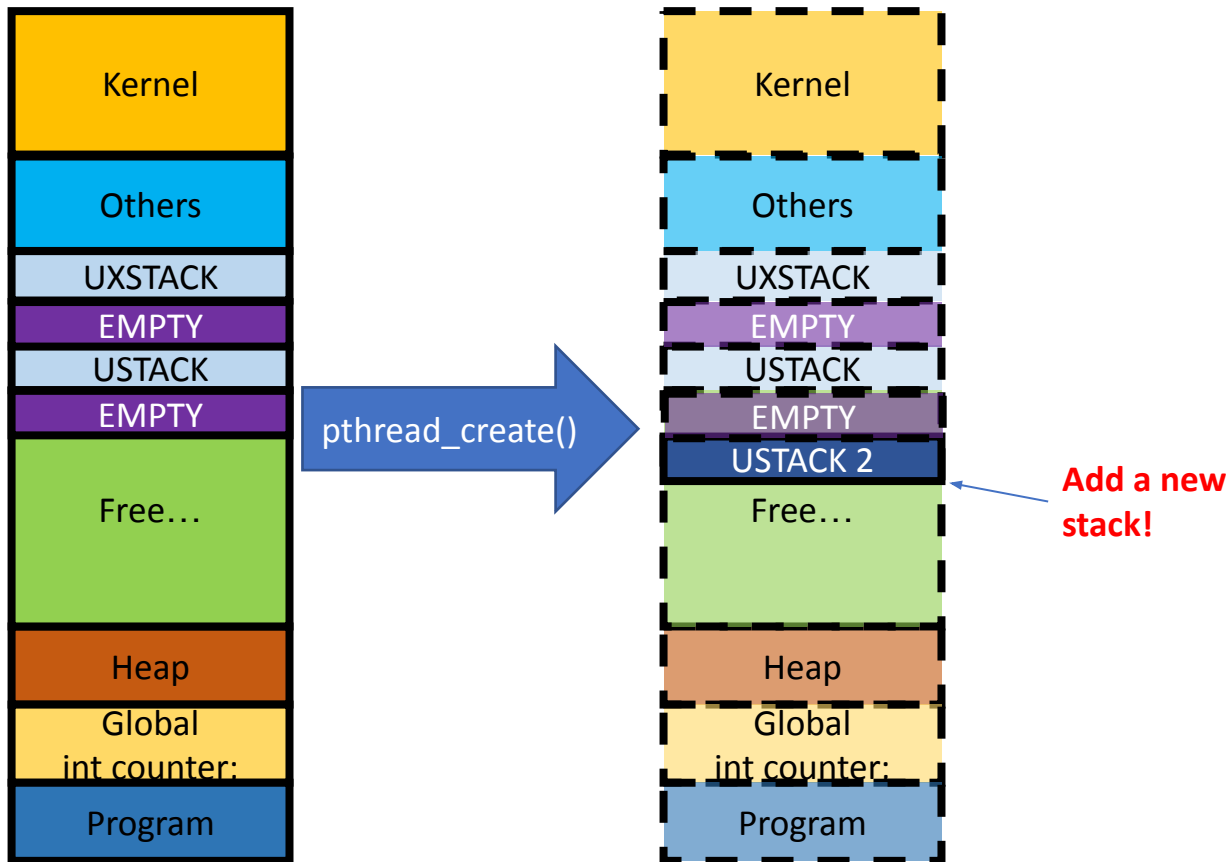 Kernel
Others
UXSTACK
EMPTY
USTACK
EMPTY
Free...
Heap
Global
int counter:
Program
pthread_create()
Kernel
Others
UXSTACK
EMPTY
USTACK
EMPTY
USTACK 2
Free...
Heap
Global
int counter:
Program
Add a new
stack!